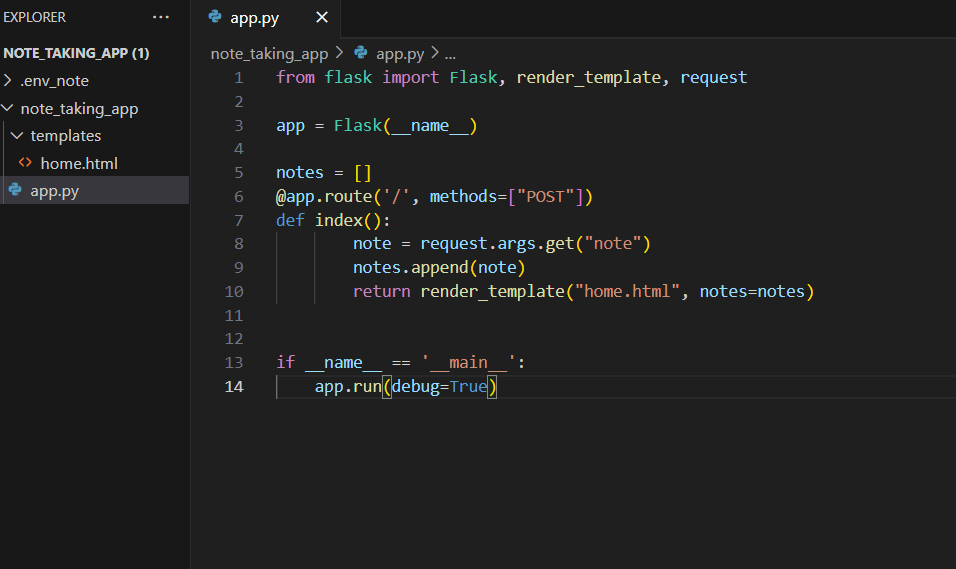 EXPLORER ...
NOTE_TAKING_APP (1)
> .env_note
note_taking_app
templates
<> home.html
app.py
app.py ×
note_taking_app > app.py > ...
1 from flask import Flask, render_template, request
2
3 app = Flask(__name__)
4
5 notes = []
6 @app.route('/', methods=["POST"])
7 def index():
8         note = request.args.get("note")
9         notes.append(note)
10         return render_template("home.html", notes=notes)
11
12
13 if __name__ == '__main__':
14     app.run(debug=True)